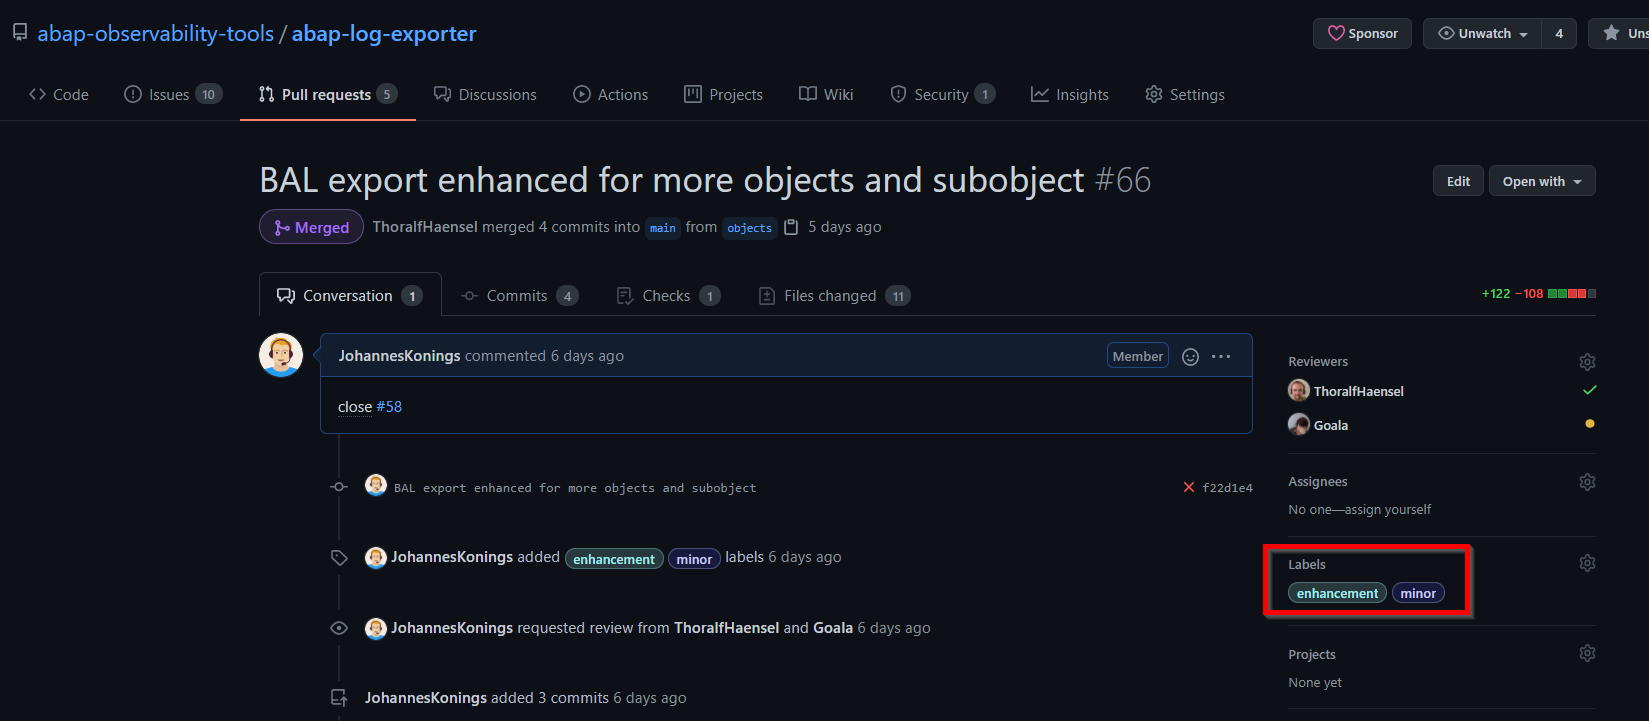 abap-observability-tools / abap-log-exporter
Sponsor Unwatch 4
Code Issues 10 Pull requests 5 Discussions Actions Projects Wiki Security 1 Insights Settings
BAL export enhanced for more objects and subobject #66
Edit Open with
Merged ThoralfHaensel merged 4 commits into main from objects 5 days ago
Conversation 1 Commits 4 Checks 1 Files changed 11
+122 −108
JohannesKonings commented 6 days ago Member
close #58
BAL export enhanced for more objects and subobject f22d1e4
JohannesKonings added enhancement minor labels 6 days ago
JohannesKonings requested review from ThoralfHaensel and Goala 6 days ago
JohannesKonings added 3 commits 6 days ago
Reviewers
ThoralfHaensel
Goala
Assignees
No one—assign yourself
Labels
enhancement minor
Projects
None yet